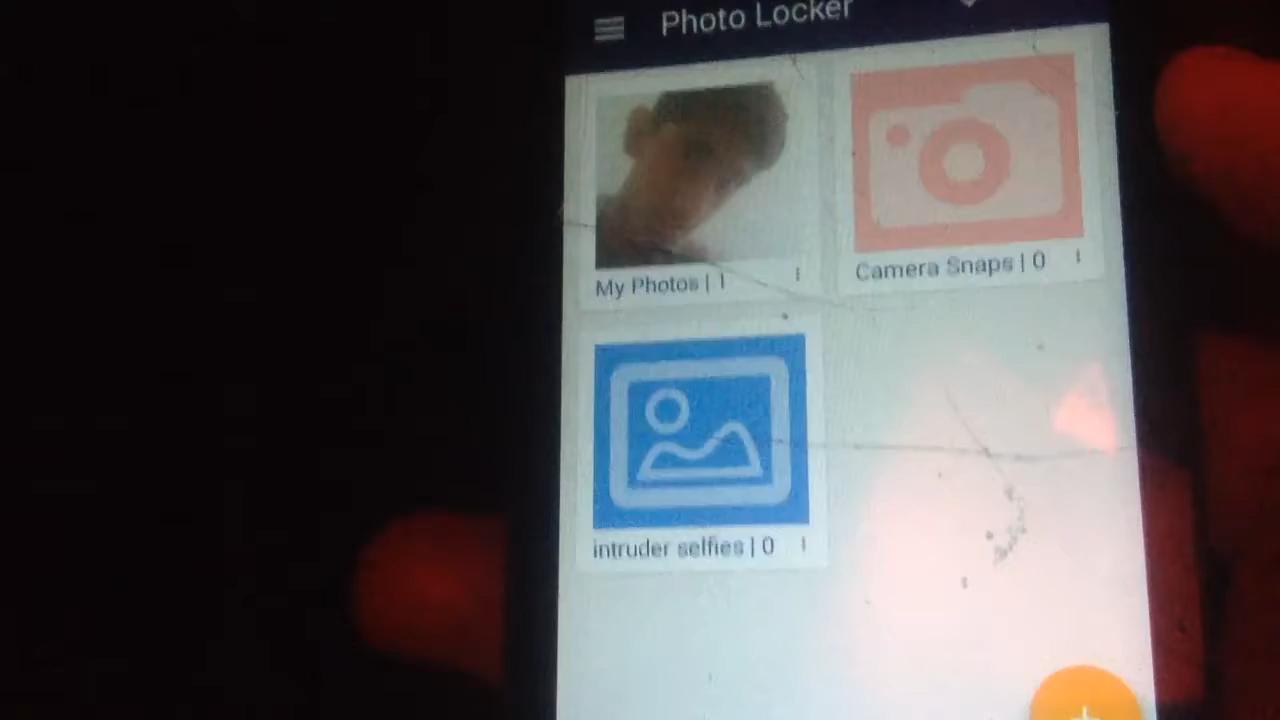 Photo Locker
My Photos | 1
Camera Snaps | 0
intruder selfies | 0